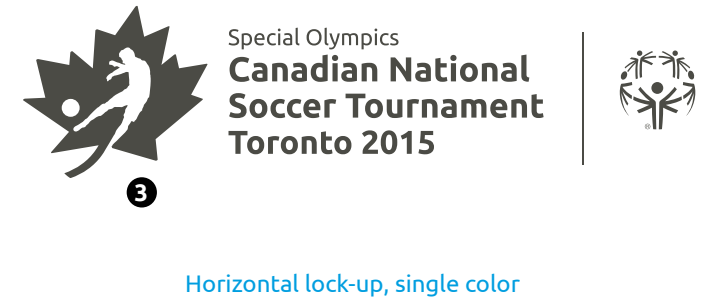 Special Olympics
Canadian National
Soccer Tournament
Toronto 2015
®
3
Horizontal lock-up, single color